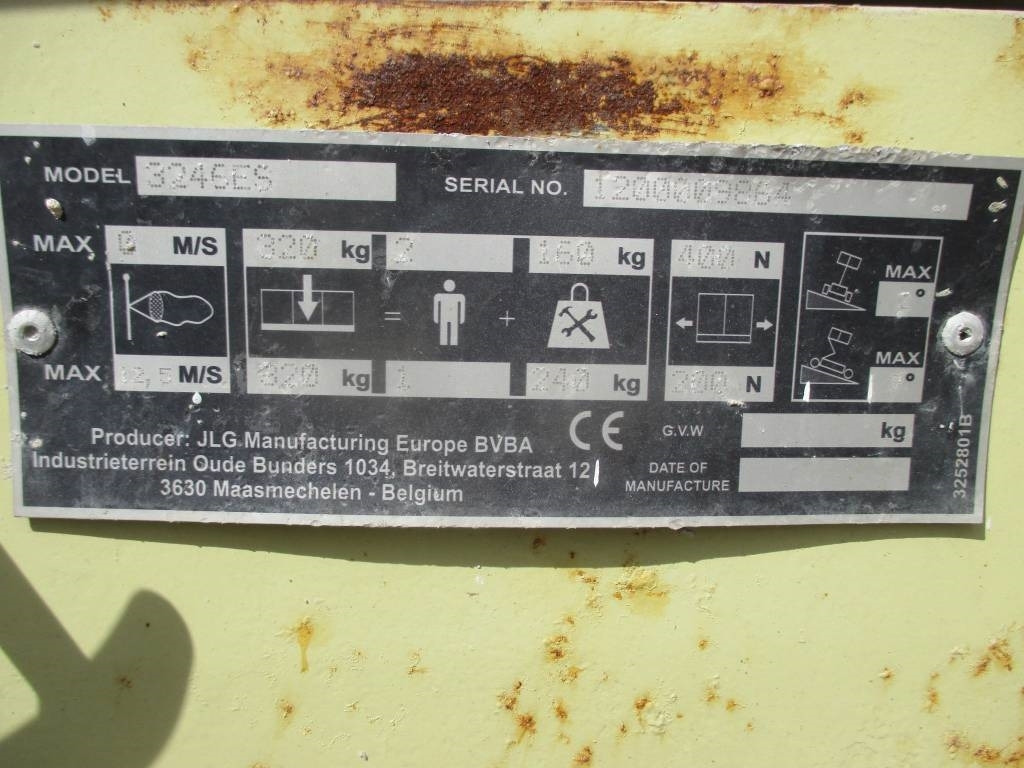 MODEL 3246ES SERIAL NO. 1200009864
MAX 0 M/S 320 kg 2 160 kg 400 N MAX °
= +
MAX 12,5 M/S 320 kg 1 240 kg 200 N MAX °
Producer: JLG Manufacturing Europe BVBA CE G.V.W kg
Industrieterrein Oude Bunders 1034, Breitwaterstraat 12
3630 Maasmechelen - Belgium
DATE OF
MANUFACTURE
3252801B